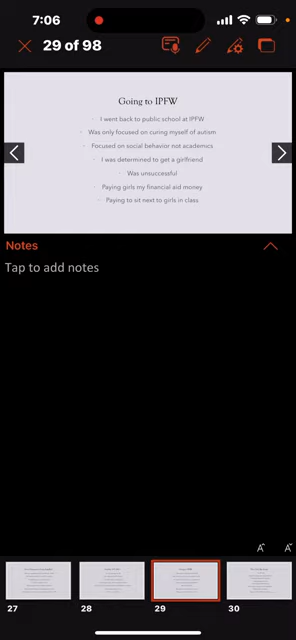 7:06
29 of 98
Going to IPFW
I went back to public school at IPFW
Was only focused on curing myself of autism
Focused on social behavior not academics
I was determined to get a girlfriend
Was unsuccessful
Paying girls my financial aid money
Paying to sit next to girls in class
Notes
Tap to add notes
A A
27 28 29 30